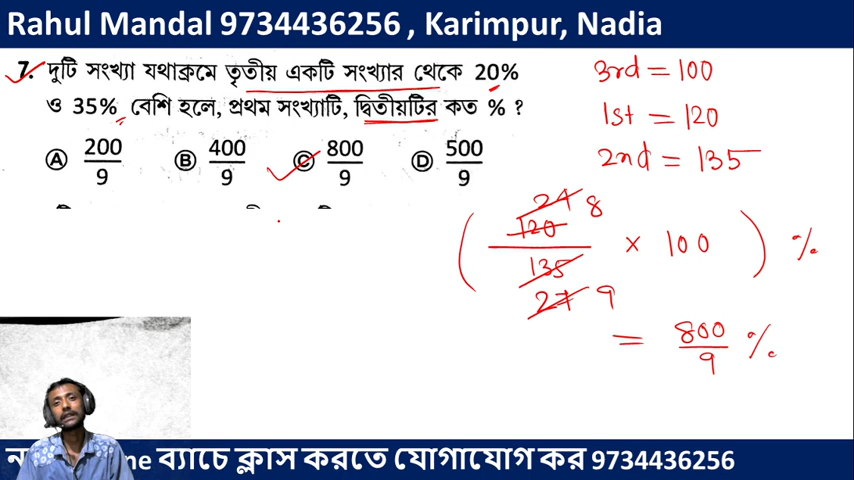 Rahul Mandal 9734436256 , Karimpur, Nadia
7. দুটি সংখ্যা যথাক্রমে তৃতীয় একটি সংখ্যার থেকে 20%
ও 35% বেশি হলে, প্রথম সংখ্যাটি, দ্বিতীয়টির কত % ?
A 200/9 B 400/9 C 800/9 D 500/9
3rd = 100
1st = 120
2nd = 135
24 8
( 120/135 × 100 ) %
27 9
= 800/9 %
ne ব্যাচে ক্লাস করতে যোগাযোগ কর 9734436256